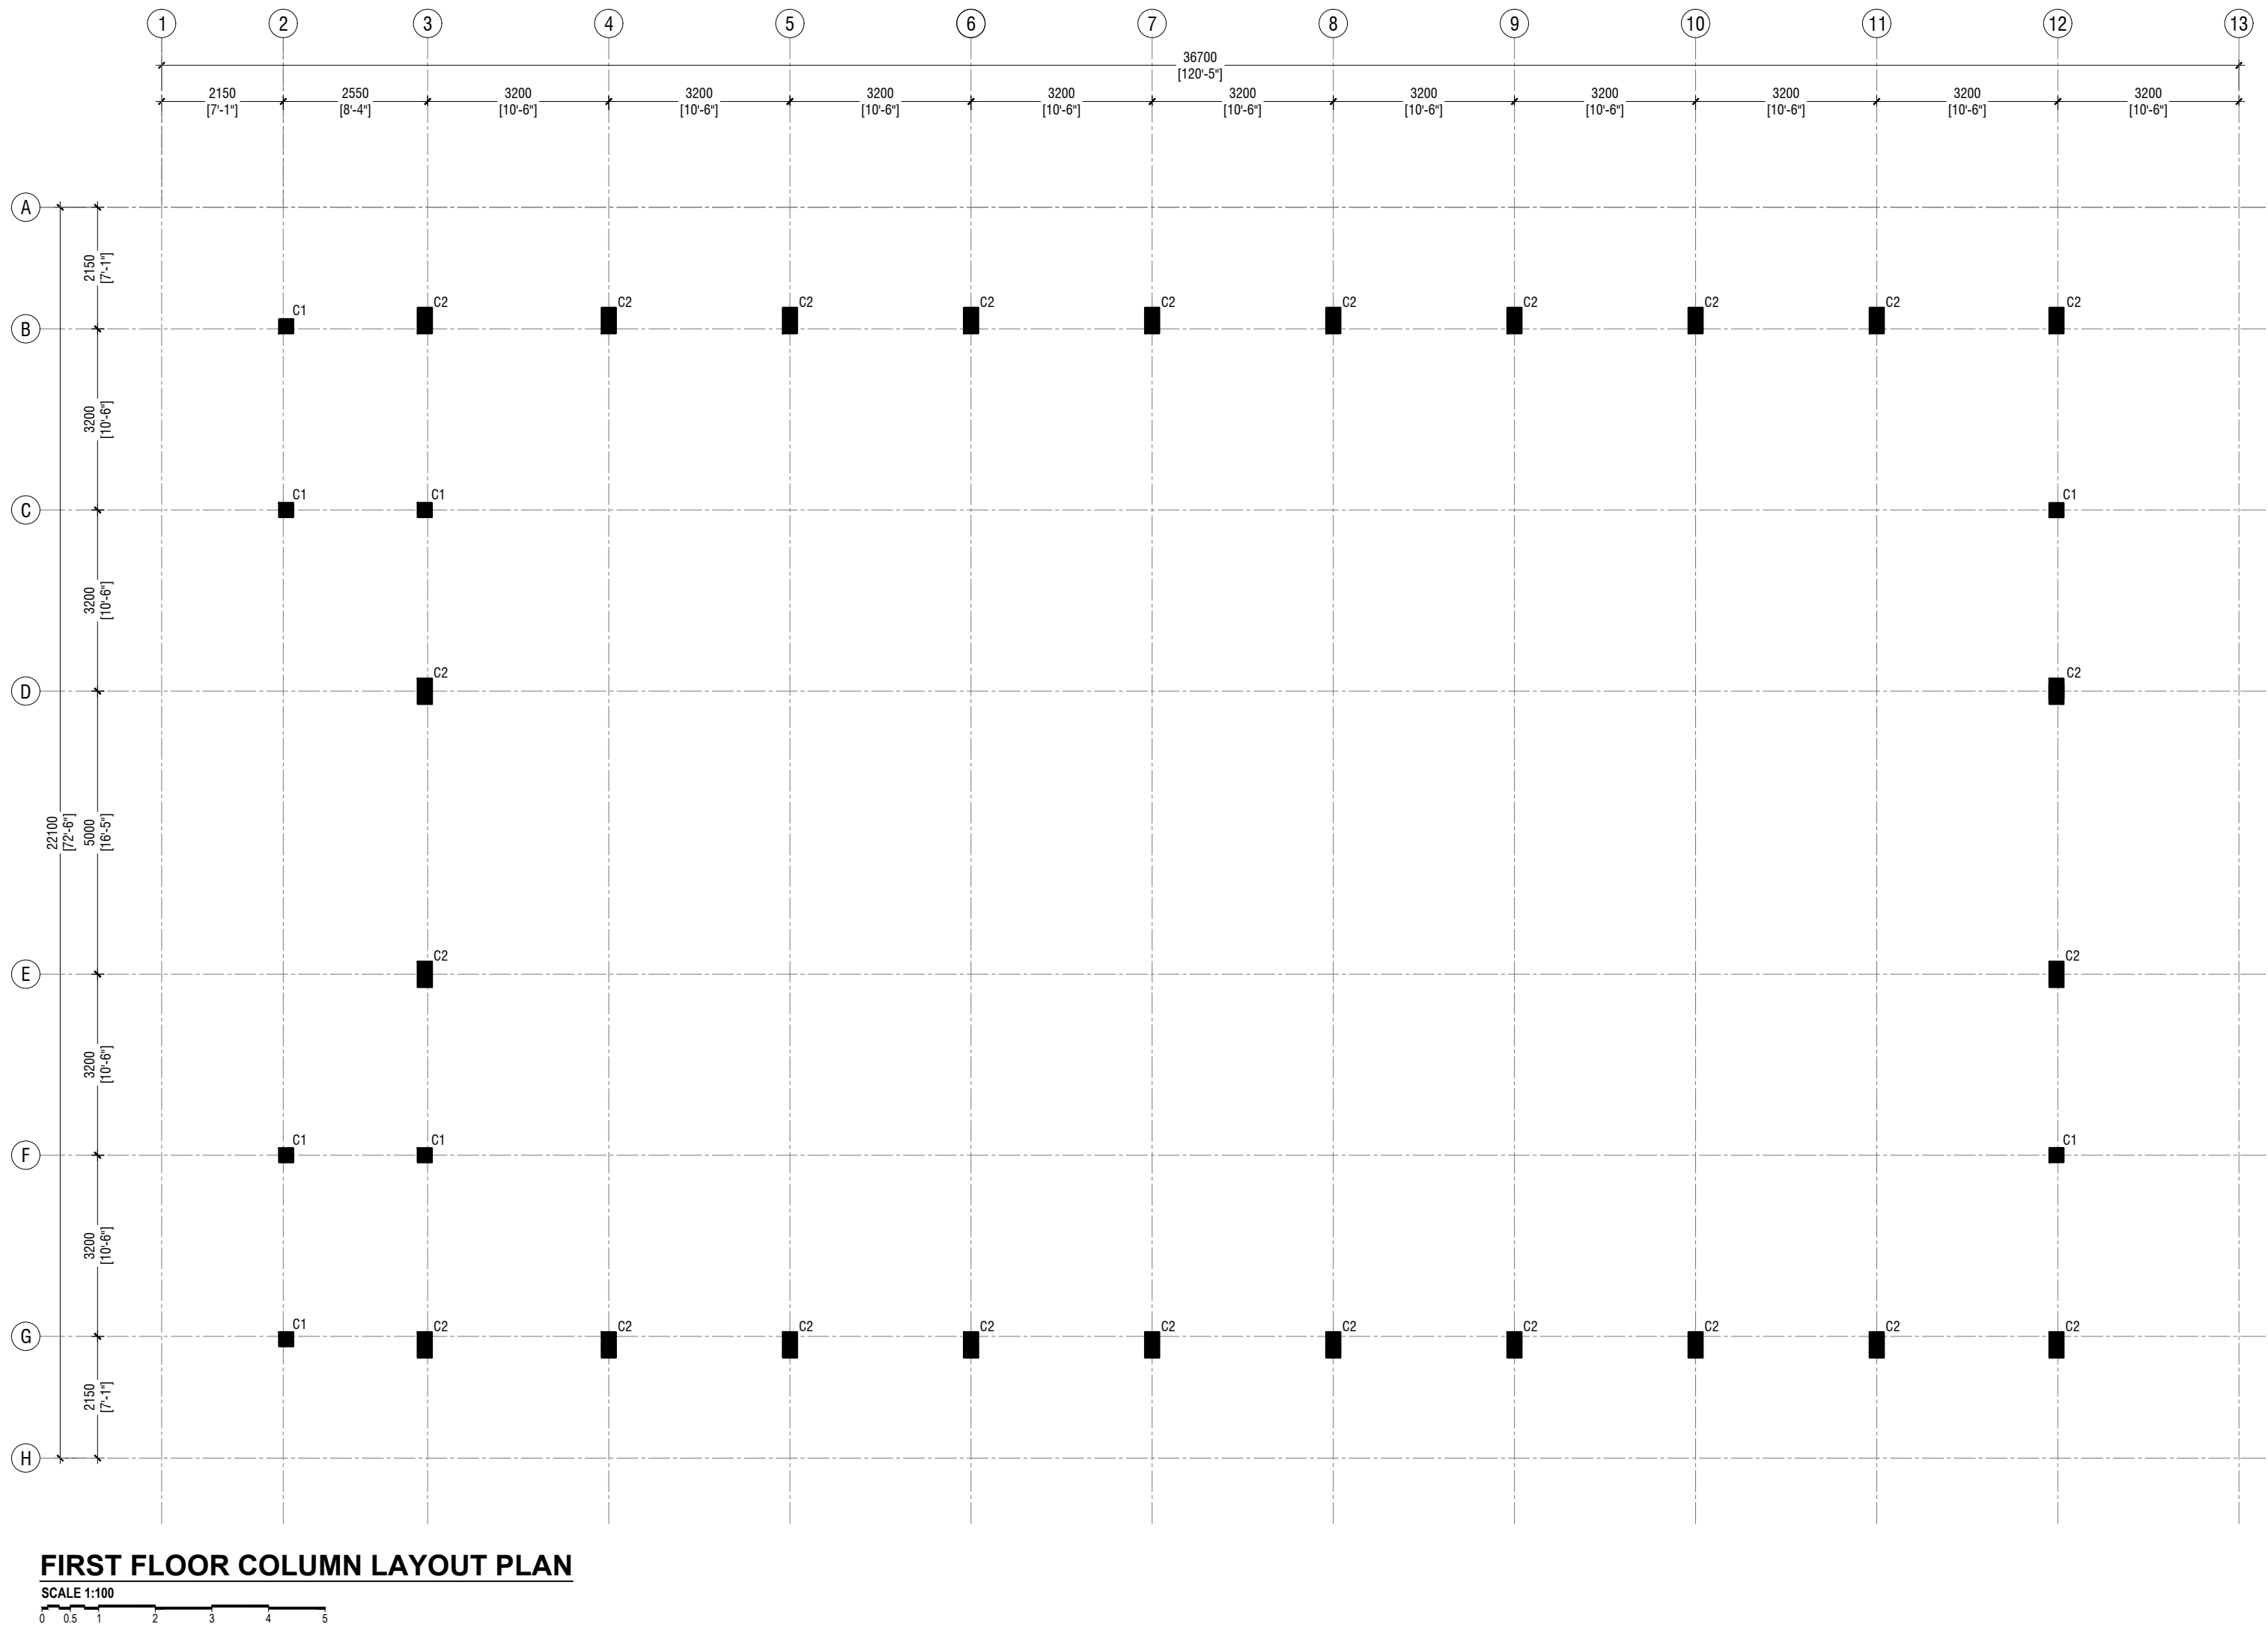 1 2 3 4 5 6 7 8 9 10 11 12 13
36700
[120'-5"]
2150 2550 3200 3200 3200 3200 3200 3200 3200 3200 3200 3200
[7'-1"] [8'-4"] [10'-6"] [10'-6"] [10'-6"] [10'-6"] [10'-6"] [10'-6"] [10'-6"] [10'-6"] [10'-6"] [10'-6"]
A
2150
[7'-1"]
C1 C2 C2 C2 C2 C2 C2 C2 C2 C2 C2
B
3200
[10'-6"]
C1 C1 C1
C
3200
[10'-6"]
C2 C2
D
22100
[72'-6"]
5000
[16'-5"]
C2 C2
E
3200
[10'-6"]
C1 C1 C1
F
3200
[10'-6"]
C1 C2 C2 C2 C2 C2 C2 C2 C2 C2 C2
G
2150
[7'-1"]
H
FIRST FLOOR COLUMN LAYOUT PLAN
SCALE 1:100
0 0.5 1 2 3 4 5